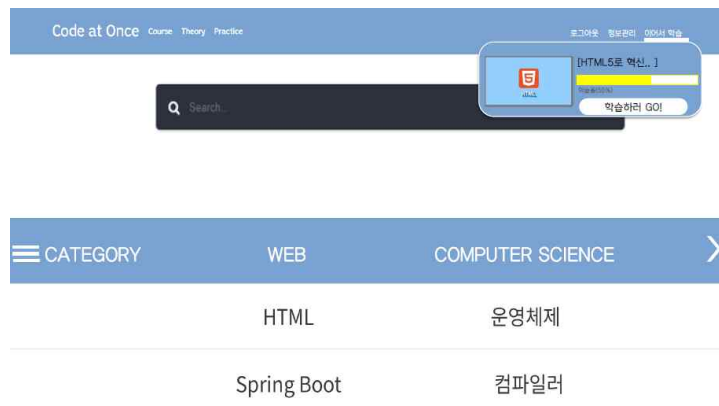 Code at Once Course Theory Practice
로그아웃 정보관리 이어서 학습
[HTML5로 혁신.. ]
Search..
학습하러 GO!
CATEGORY WEB COMPUTER SCIENCE
HTML 운영체제
Spring Boot 컴파일러